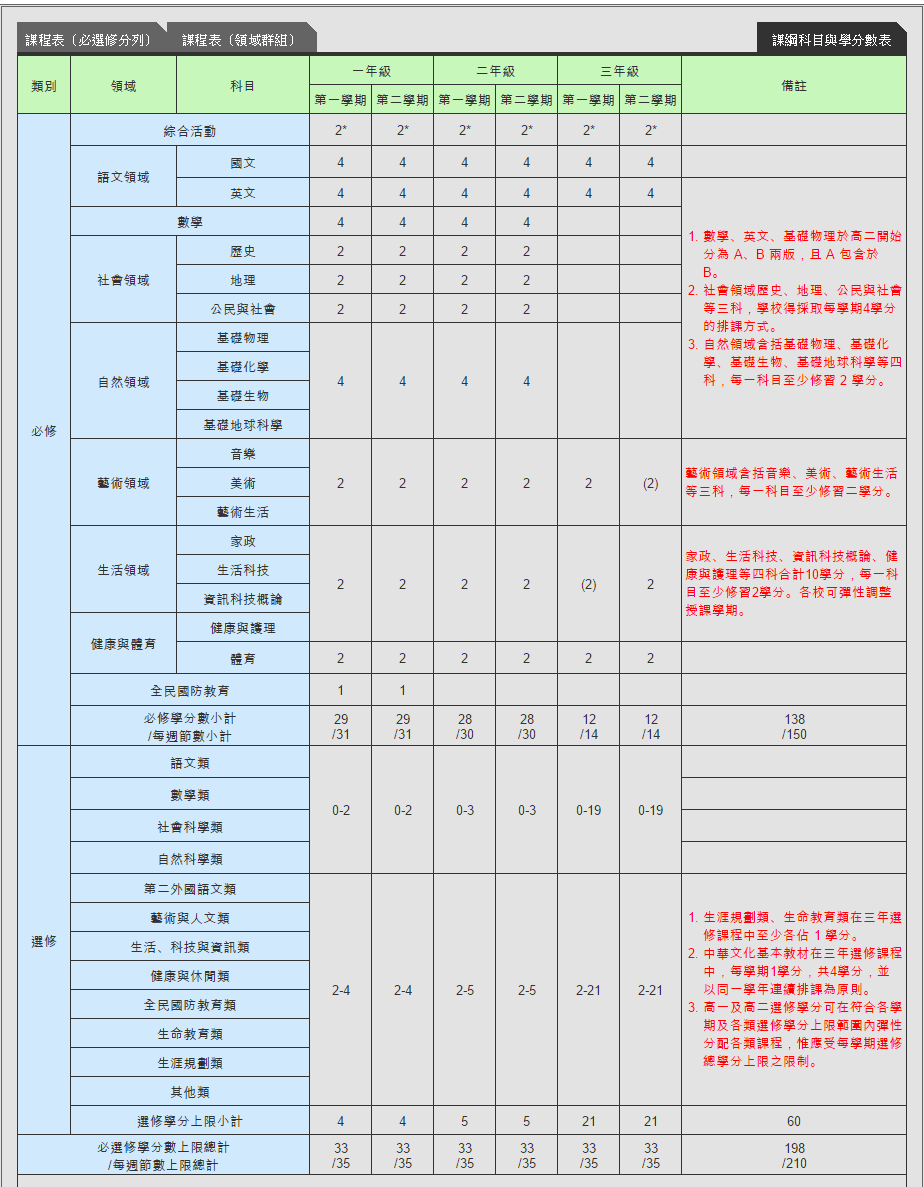 課程表（必選修分列） 課程表（領域群組） 課綱科目與學分數表
類別 領域 科目 一年級 二年級 三年級 備註
第一學期 第二學期 第一學期 第二學期 第一學期 第二學期
必修
綜合活動 2* 2* 2* 2* 2* 2*
語文領域
國文 4 4 4 4 4 4
英文 4 4 4 4 4 4
數學 4 4 4 4
社會領域
歷史 2 2 2 2
地理 2 2 2 2
公民與社會 2 2 2 2
1. 數學、英文、基礎物理於高二開始
分為 A、B 兩版，且 A 包含於
B。
2. 社會領域歷史、地理、公民與社會
等三科，學校得採取每學期4學分
的排課方式。
3. 自然領域含括基礎物理、基礎化
學、基礎生物、基礎地球科學等四
科，每一科目至少修習 2 學分。
自然領域
基礎物理
基礎化學
基礎生物
基礎地球科學
4 4 4 4
藝術領域
音樂
美術
藝術生活
2 2 2 2 2 (2)
藝術領域含括音樂、美術、藝術生活
等三科，每一科目至少修習二學分。
生活領域
家政
生活科技
資訊科技概論
健康與體育
健康與護理
2 2 2 2 (2) 2
家政、生活科技、資訊科技概論、健
康與護理等四科合計10學分，每一科
目至少修習2學分。各校可彈性調整
授課學期。
體育 2 2 2 2 2 2
全民國防教育 1 1
必修學分數小計 29 29 28 28 12 12 138
/每週節數小計 /31 /31 /30 /30 /14 /14 /150
選修
語文類
數學類
社會科學類
自然科學類
0-2 0-2 0-3 0-3 0-19 0-19
第二外國語文類
藝術與人文類
生活、科技與資訊類
健康與休閒類
全民國防教育類
生命教育類
生涯規劃類
其他類
2-4 2-4 2-5 2-5 2-21 2-21
1. 生涯規劃類、生命教育類在三年選
修課程中至少各佔 1 學分。
2. 中華文化基本教材在三年選修課程
中，每學期1學分，共4學分，並
以同一學年連續排課為原則。
3. 高一及高二選修學分可在符合各學
期及各類選修學分上限範圍內彈性
分配各類課程，惟應受每學期選修
總學分上限之限制。
選修學分上限小計 4 4 5 5 21 21 60
必選修學分數上限總計 33 33 33 33 33 33 198
/每週節數上限總計 /35 /35 /35 /35 /35 /35 /210